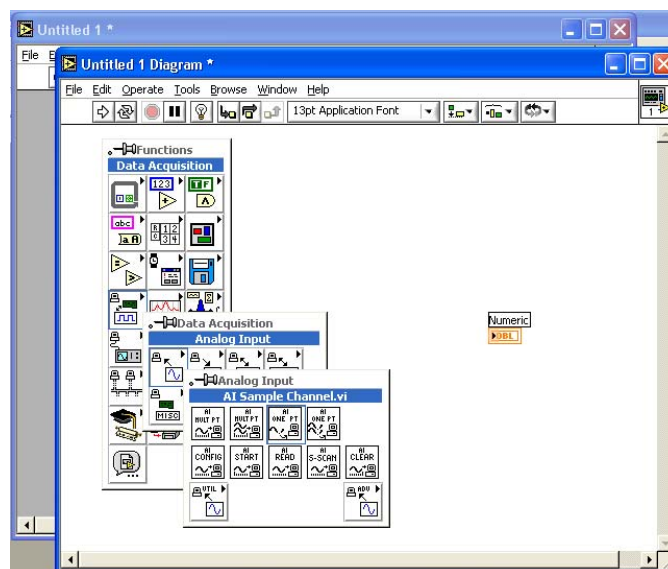 Untitled 1 *
File E
Untitled 1 Diagram *
File Edit Operate Tools Browse Window Help
13pt Application Font
1
Functions
Data Acquisition
123
TF
A
abc
aA
Data Acquisition
Analog Input
MISC
Analog Input
AI Sample Channel.vi
AI MULT PT
AI MULT PT
AI ONE PT
AI ONE PT
AI CONFIG
AI START
AI READ
AI S-SCAN
AI CLEAR
UTIL
ADV
Numeric
DBL